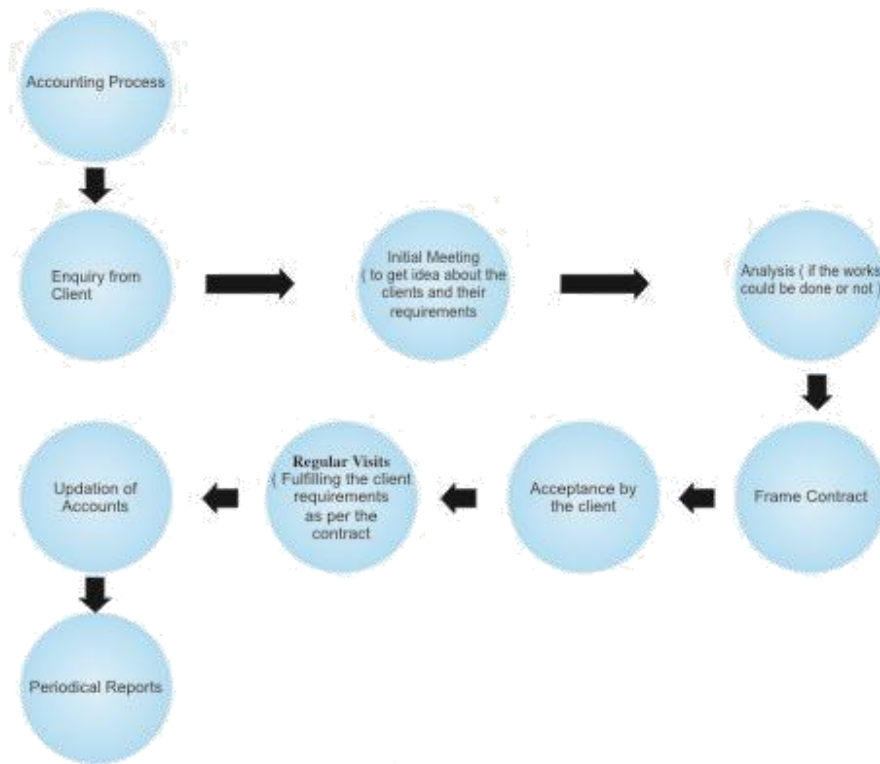 Accounting Process
Enquiry from
Client
Initial Meeting
( to get idea about the
clients and their
requirements
Analysis ( if the works
could be done or not )
Frame Contract
Acceptance by
the client
Regular Visits
( Fulfilling the client
requirements
as per the
contract
Updation of
Accounts
Periodical Reports